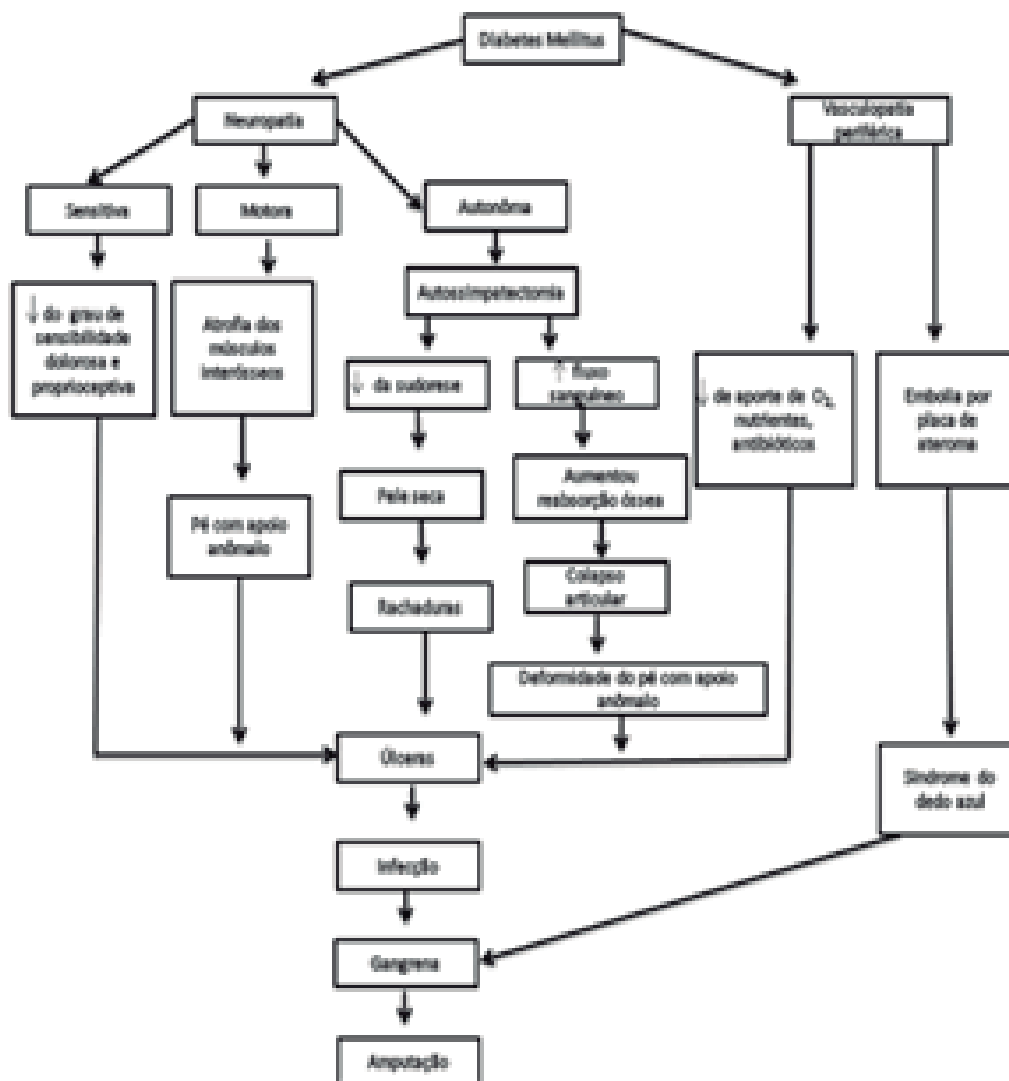 Diabetes Mellitus
Neuropatia
Vasculopatia
periférica
Sensitiva
Motora
Autonôma
Autossimpatectomia
↓ do grau de
sensibilidade
dolorosa e
proprioceptiva
Atrofia dos
músculos
interósseos
↓ da sudorese
↑ fluxo
sanguíneo
↓ de aporte de O₂,
nutrientes,
antibióticos
Embolia por
placa de
ateroma
Pele seca
Aumentou
reabsorção óssea
Pé com apoio
anômalo
Colapso
articular
Rachaduras
Deformidade do pé com apoio
anômalo
Úlceras
Síndrome do
dedo azul
Infecção
Gangrena
Amputação